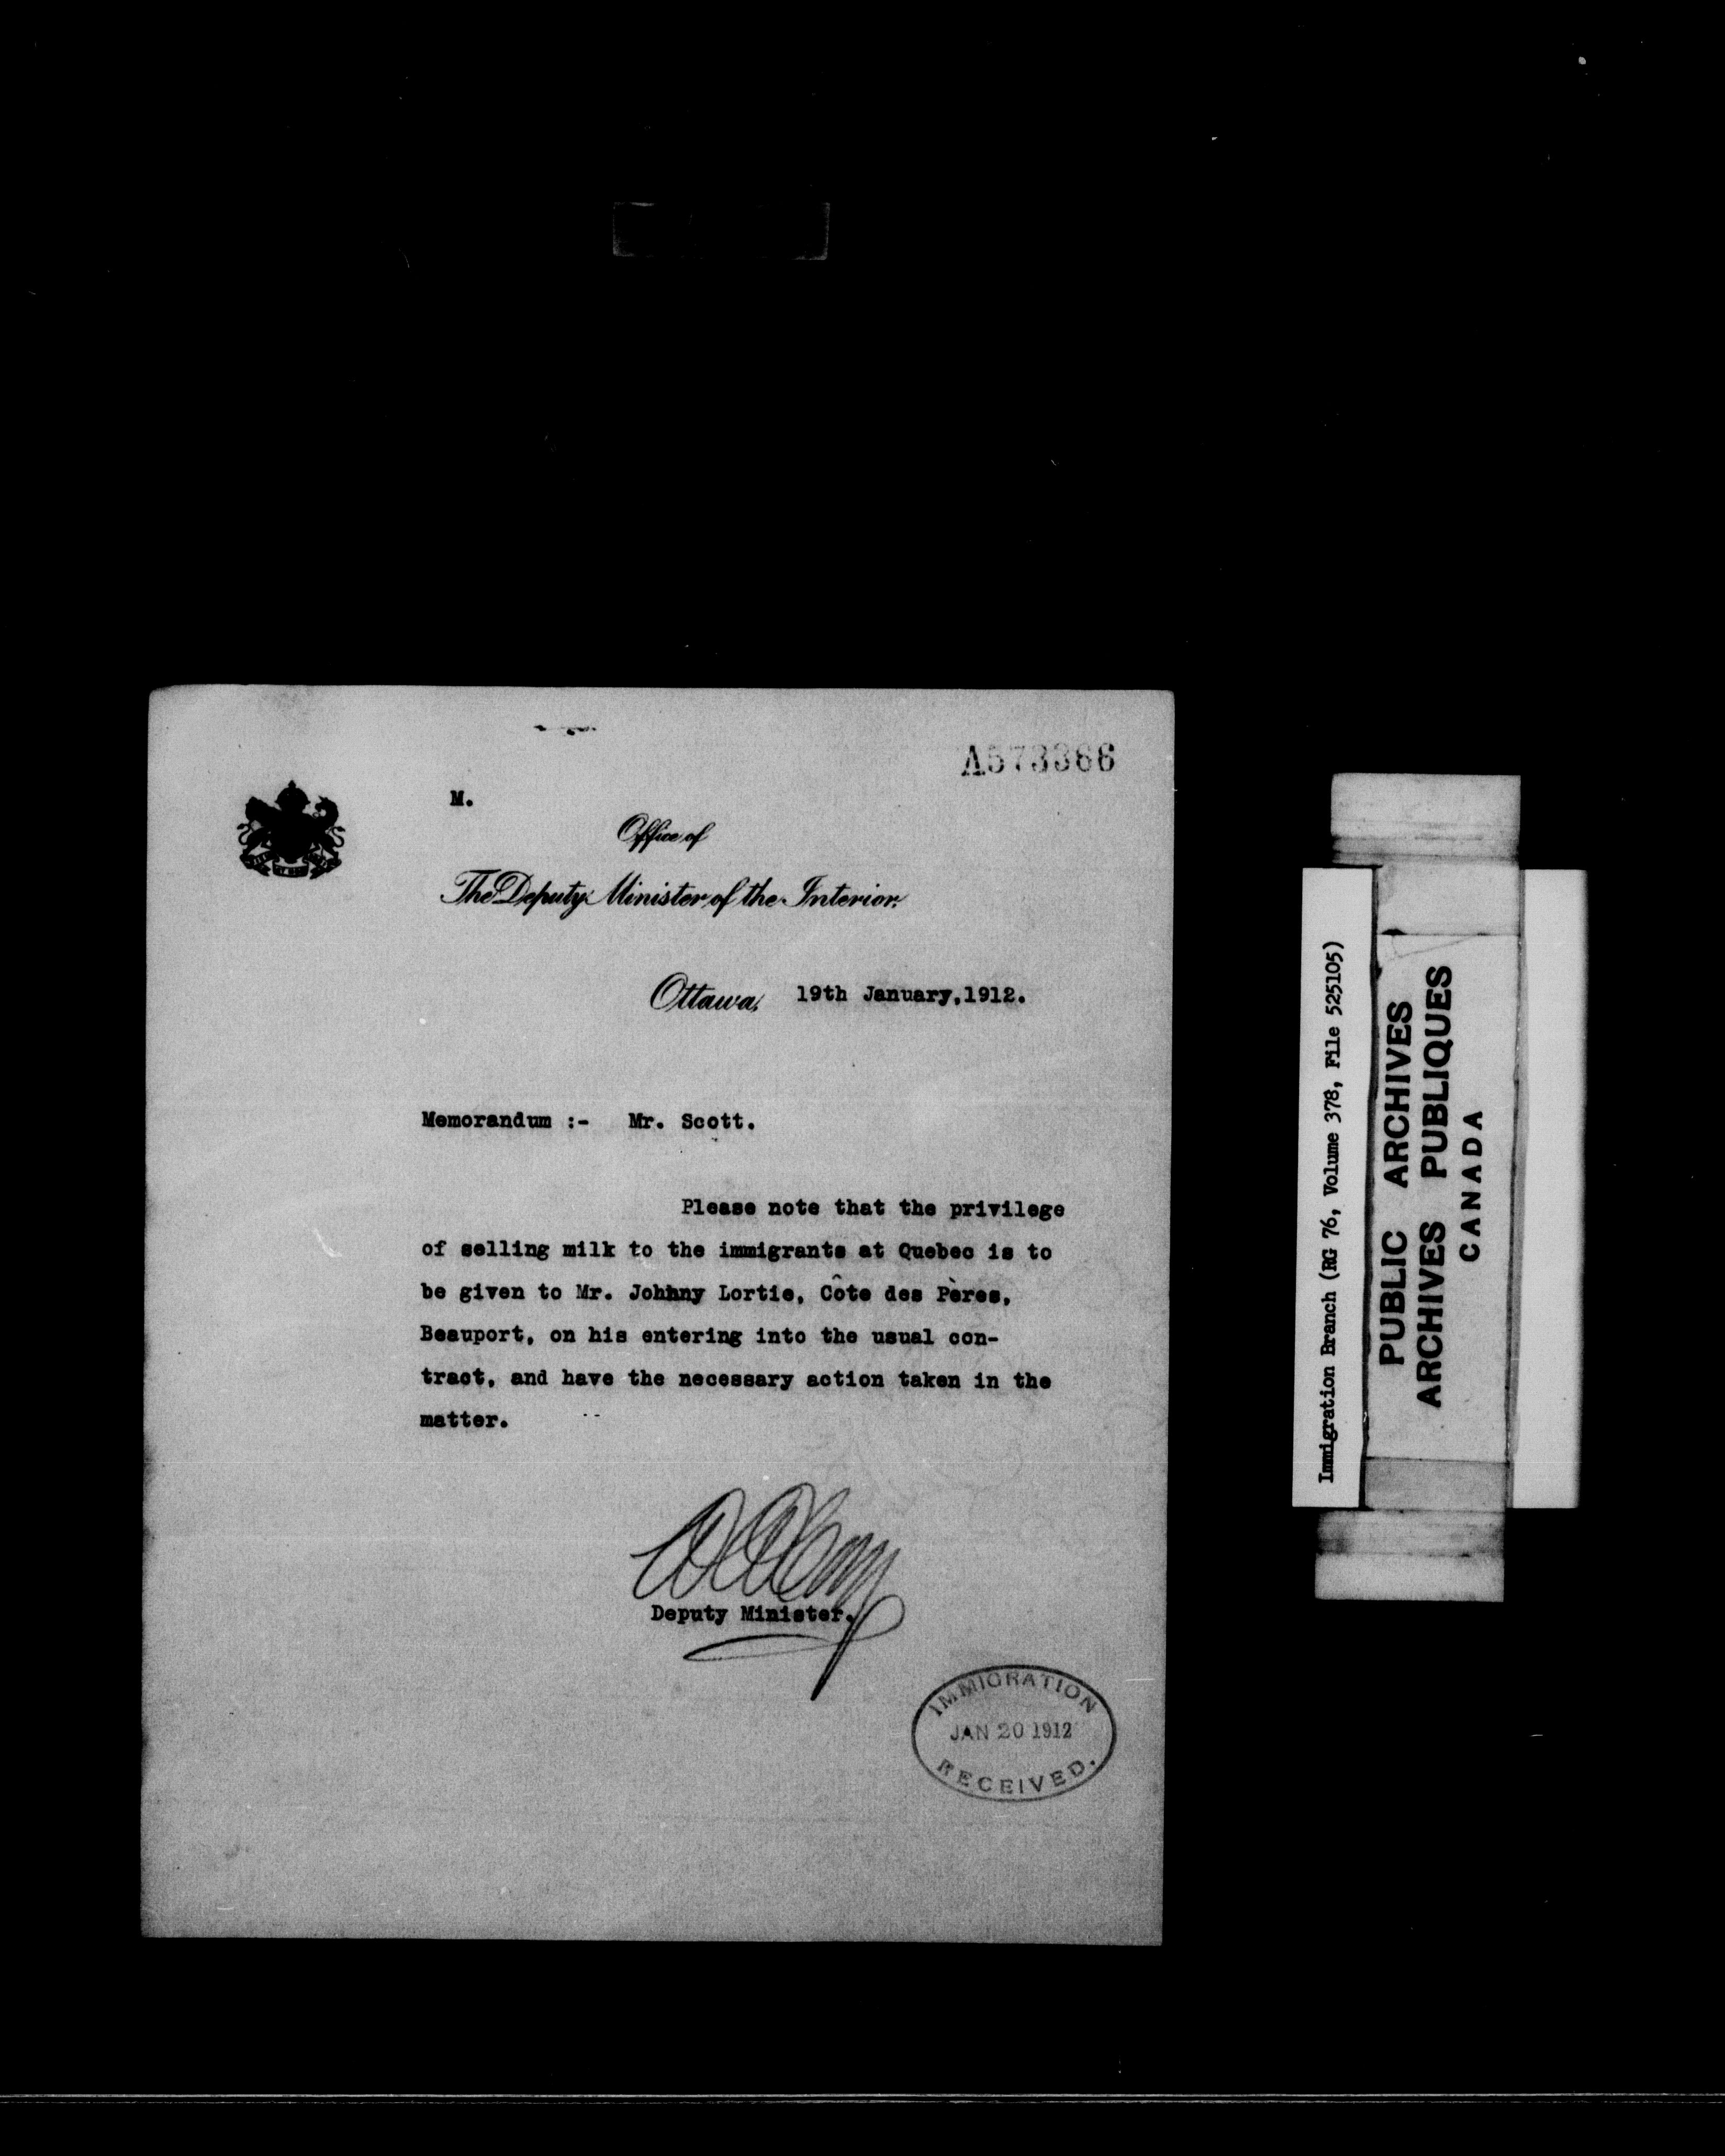 A573366
M.
Office of
The Deputy Minister of the Interior.
Ottawa, 19th January, 1912.
Memorandum :- Mr. Scott.
Please note that the privilege
of selling milk to the immigrants at Quebec is to
be given to Mr. Johnny Lortie, Côte des Pères,
Beauport, on his entering into the usual con-
tract, and have the necessary action taken in the
matter.
Deputy Minister.
IMMIGRATION
JAN 20 1912
RECEIVED.
Immigration Branch (RG 76, Volume 378, File 525105)
PUBLIC ARCHIVES
ARCHIVES PUBLIQUES
CANADA